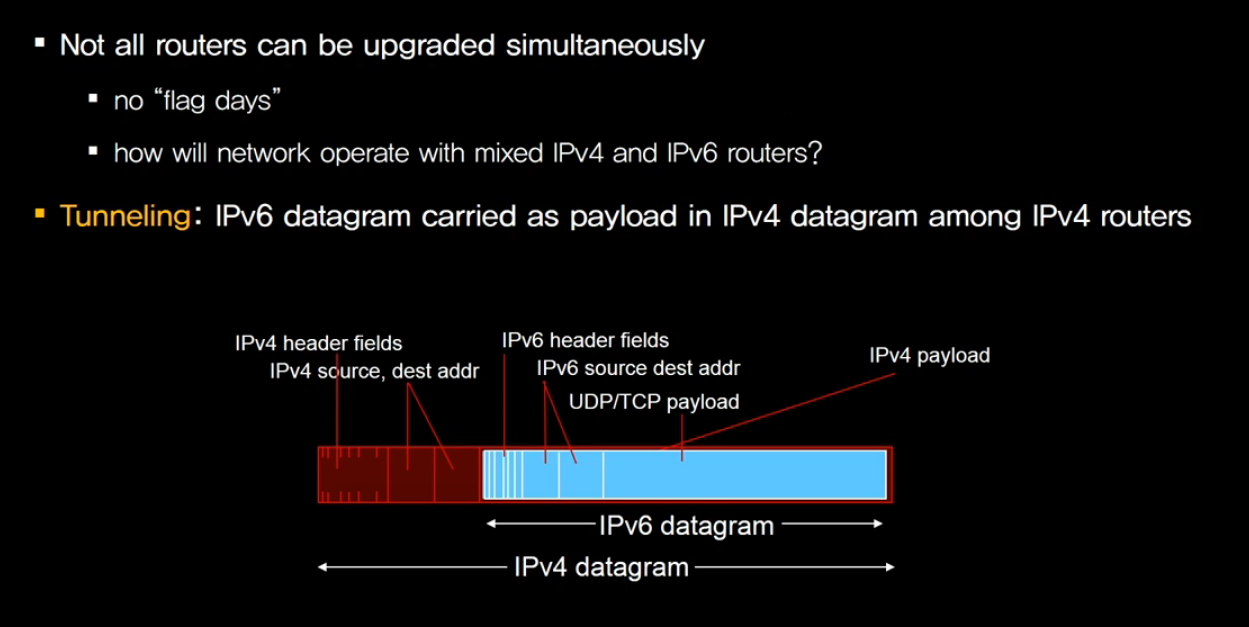 Not all routers can be upgraded simultaneously
no “flag days”
how will network operate with mixed IPv4 and IPv6 routers?
Tunneling: IPv6 datagram carried as payload in IPv4 datagram among IPv4 routers
IPv4 header fields
IPv4 source, dest addr
IPv6 header fields
IPv6 source dest addr
UDP/TCP payload
IPv4 payload
IPv6 datagram
IPv4 datagram